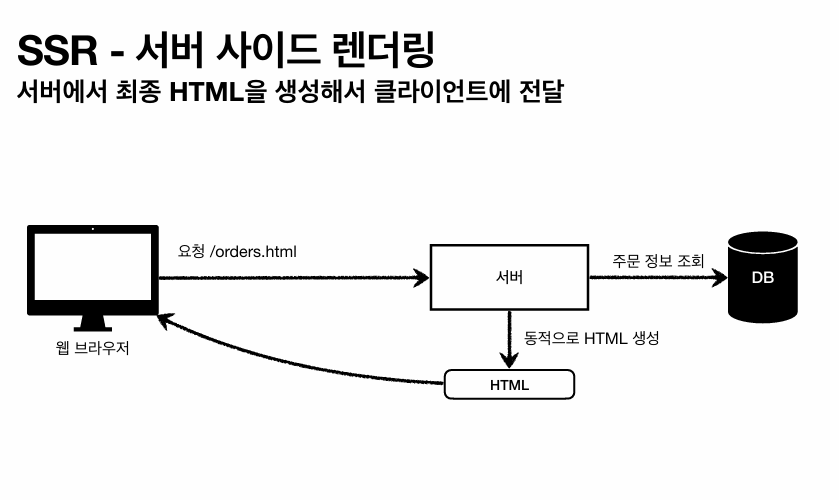 SSR - 서버 사이드 렌더링
서버에서 최종 HTML을 생성해서 클라이언트에 전달
요청 /orders.html
서버
주문 정보 조회
DB
웹 브라우저
동적으로 HTML 생성
HTML